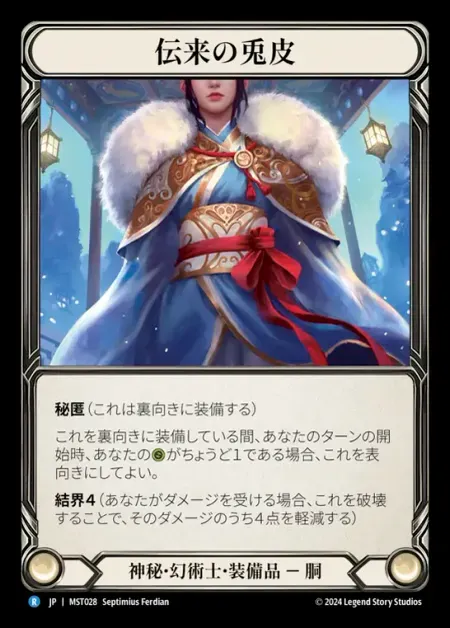 伝来の兎皮
秘匿(これは裏向きに装備する)
これを裏向きに装備している間、あなたのターンの開
始時、あなたのがちょうど1である場合、これを表
向きにしてよい。
結界4(あなたがダメージを受ける場合、これを破壊
することで、そのダメージのうち4点を軽減する)
神秘・幻術士・装備品 － 胴
R JP | MST028 Septimius Ferdian
© 2024 Legend Story Studios